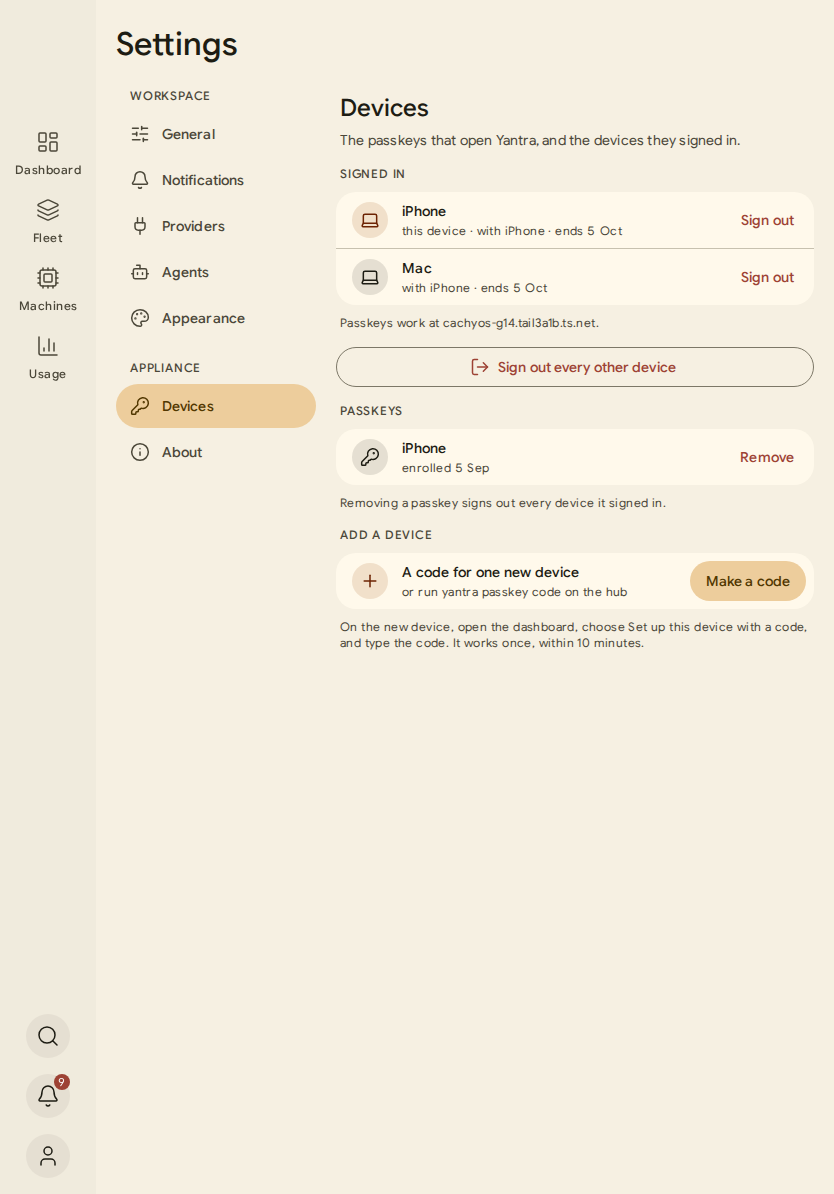 Settings
Dashboard
Fleet
Machines
Usage
9
WORKSPACE
General
Notifications
Providers
Agents
Appearance
APPLIANCE
Devices
About
Devices
The passkeys that open Yantra, and the devices they signed in.
SIGNED IN
iPhone
this device · with iPhone · ends 5 Oct
Sign out
Mac
with iPhone · ends 5 Oct
Sign out
Passkeys work at cachyos-g14.tail3a1b.ts.net.
Sign out every other device
PASSKEYS
iPhone
enrolled 5 Sep
Remove
Removing a passkey signs out every device it signed in.
ADD A DEVICE
A code for one new device
or run yantra passkey code on the hub
Make a code
On the new device, open the dashboard, choose Set up this device with a code,
and type the code. It works once, within 10 minutes.